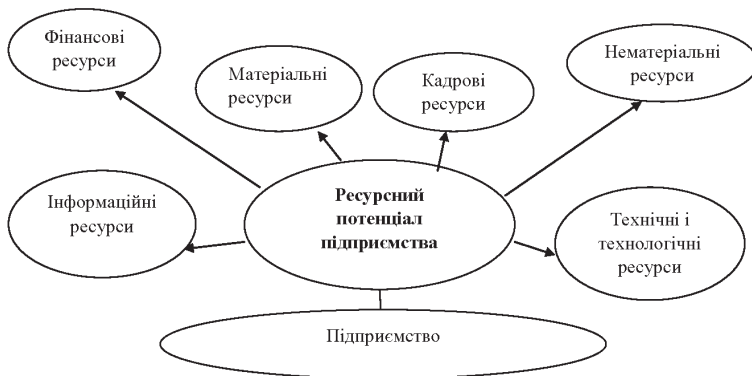 Фінансові
ресурси
Матеріальні
ресурси
Кадрові
ресурси
Нематеріальні
ресурси
Інформаційні
ресурси
Ресурсний
потенціал
підприємства
Технічні і
технологічні
ресурси
Підприємство